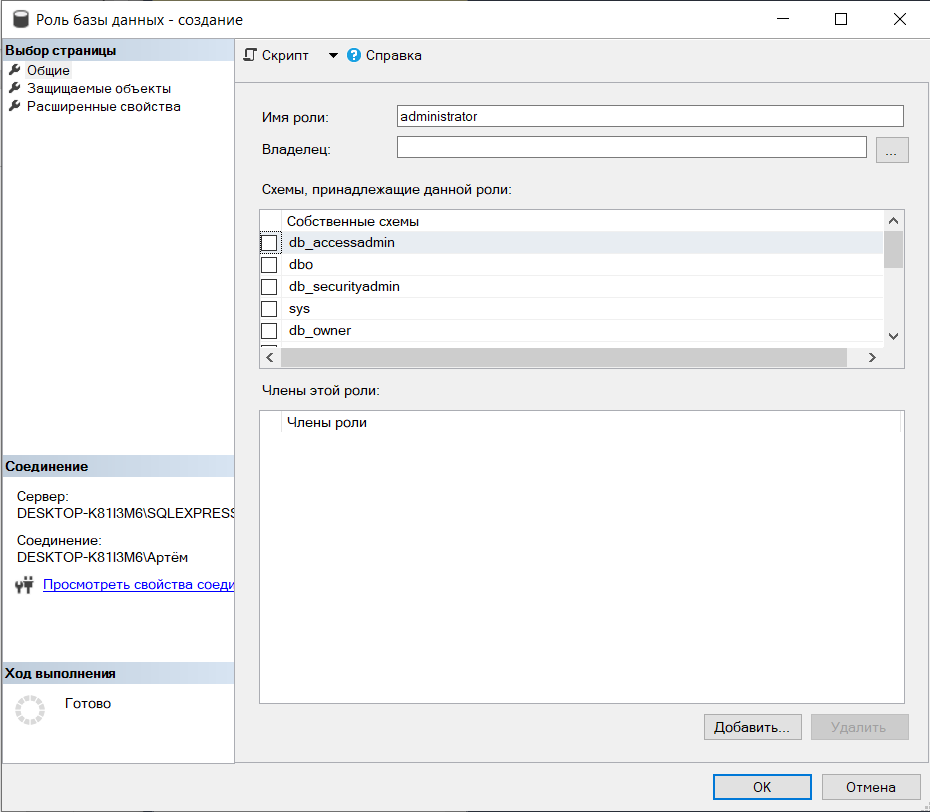 Роль базы данных - создание
Выбор страницы
Общие
Защищаемые объекты
Расширенные свойства
Скрипт
Справка
Имя роли:
administrator
Владелец:
...
Схемы, принадлежащие данной роли:
Собственные схемы
db_accessadmin
dbo
db_securityadmin
sys
db_owner
Члены этой роли:
Члены роли
Соединение
Сервер:
DESKTOP-K81I3M6\SQLEXPRESS
Соединение:
DESKTOP-K81I3M6\Артём
Просмотреть свойства соеди
Ход выполнения
Готово
Добавить...
Удалить
OK
Отмена